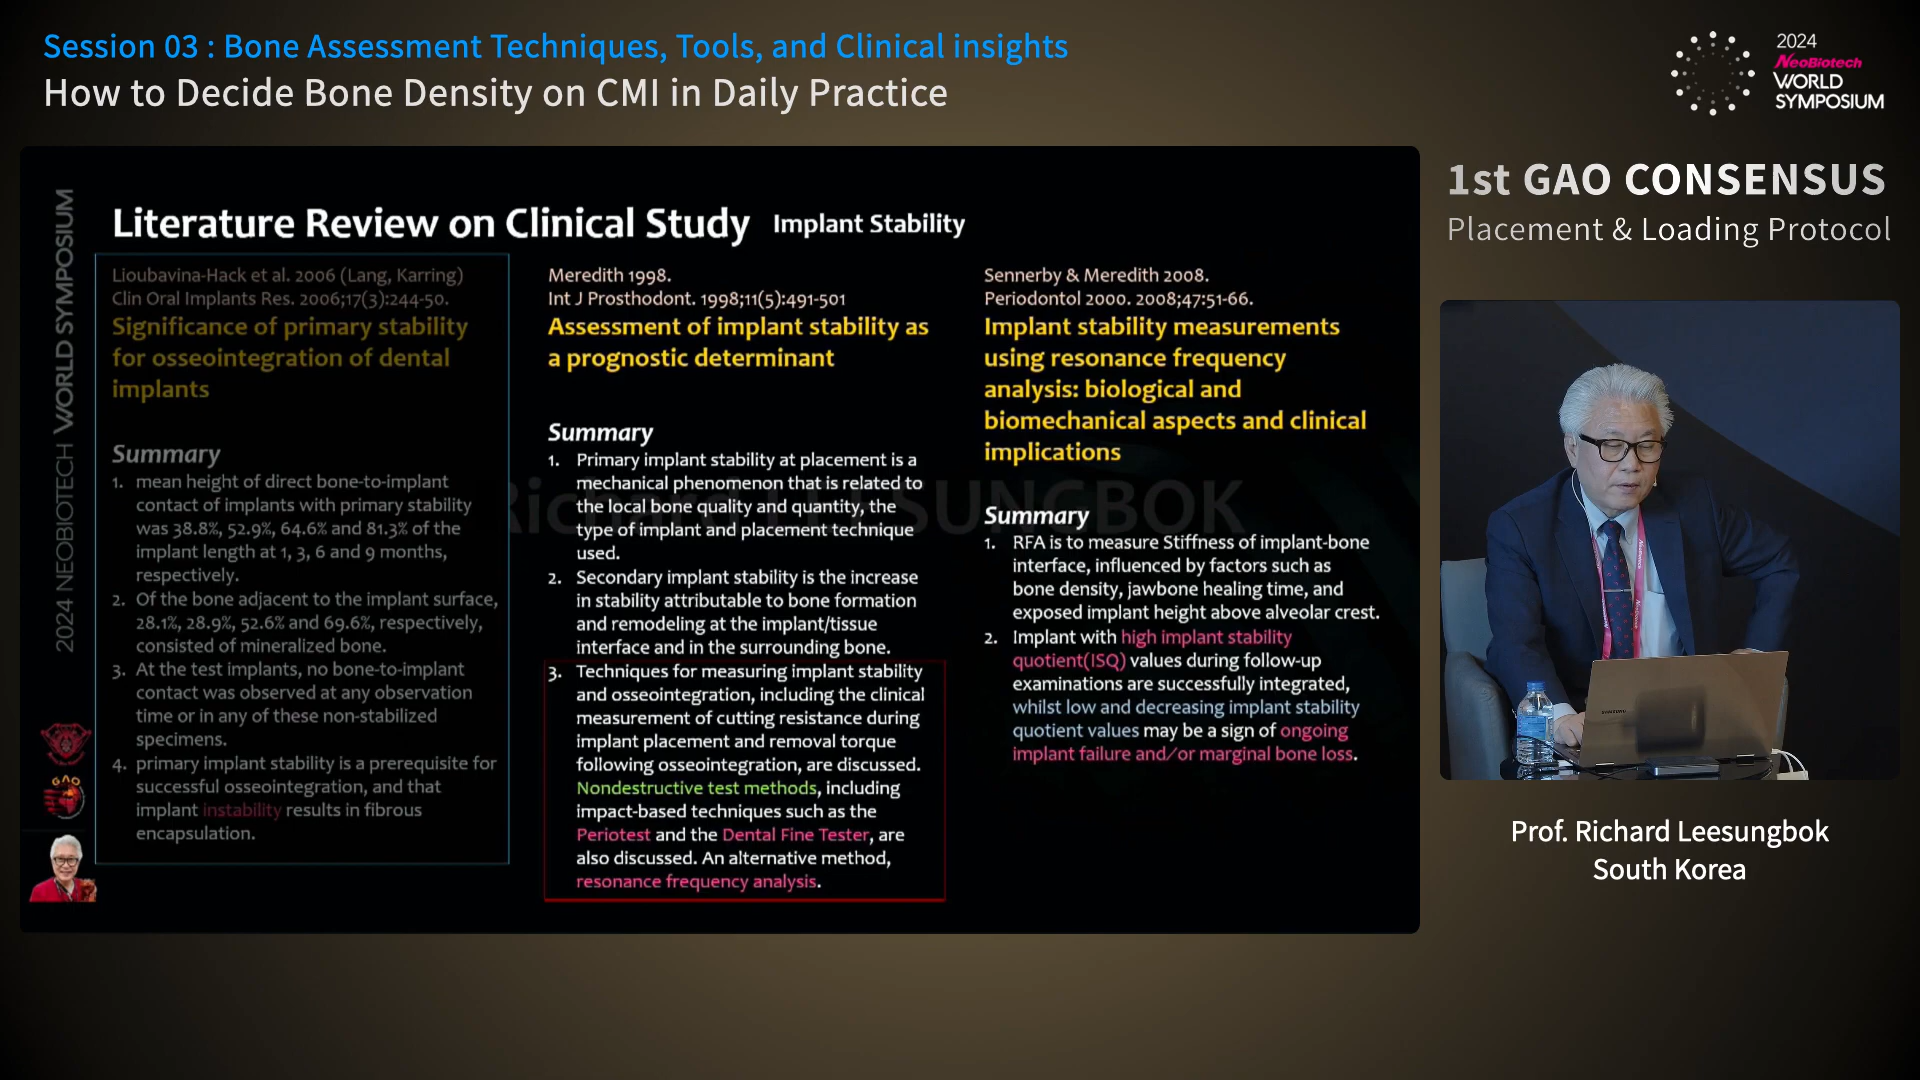 Session 03 : Bone Assessment Techniques, Tools, and Clinical insights
How to Decide Bone Density on CMI in Daily Practice
2024
NeoBiotech
WORLD
SYMPOSIUM
1st GAO CONSENSUS
Placement & Loading Protocol
2024 NEOBIOTECH WORLD SYMPOSIUM
Literature Review on Clinical Study Implant Stability
Lioubavina-Hack et al. 2006 (Lang, Karring)
Clin Oral Implants Res. 2006;17(3):244-50.
Significance of primary stability
for osseointegration of dental
implants
Summary
1. mean height of direct bone-to-implant
contact of implants with primary stability
was 38.8%, 52.9%, 64.6% and 81.3% of the
implant length at 1, 3, 6 and 9 months,
respectively.
2. Of the bone adjacent to the implant surface,
28.1%, 28.9%, 52.6% and 69.6%, respectively,
consisted of mineralized bone.
3. At the test implants, no bone-to-implant
contact was observed at any observation
time or in any of these non-stabilized
specimens.
4. primary implant stability is a prerequisite for
successful osseointegration, and that
implant instability results in fibrous
encapsulation.
Meredith 1998.
Int J Prosthodont. 1998;11(5):491-501
Assessment of implant stability as
a prognostic determinant
Summary
1. Primary implant stability at placement is a
mechanical phenomenon that is related to
the local bone quality and quantity, the
type of implant and placement technique
used.
2. Secondary implant stability is the increase
in stability attributable to bone formation
and remodeling at the implant/tissue
interface and in the surrounding bone.
3. Techniques for measuring implant stability
and osseointegration, including the clinical
measurement of cutting resistance during
implant placement and removal torque
following osseointegration, are discussed.
Nondestructive test methods, including
impact-based techniques such as the
Periotest and the Dental Fine Tester, are
also discussed. An alternative method,
resonance frequency analysis.
Sennerby & Meredith 2008.
Periodontol 2000. 2008;47:51-66.
Implant stability measurements
using resonance frequency
analysis: biological and
biomechanical aspects and clinical
implications
Summary
1. RFA is to measure Stiffness of implant-bone
interface, influenced by factors such as
bone density, jawbone healing time, and
exposed implant height above alveolar crest.
2. Implant with high implant stability
quotient(ISQ) values during follow-up
examinations are successfully integrated,
whilst low and decreasing implant stability
quotient values may be a sign of ongoing
implant failure and/or marginal bone loss.
GAO
SAMSUNG
Prof. Richard Leesungbok
South Korea